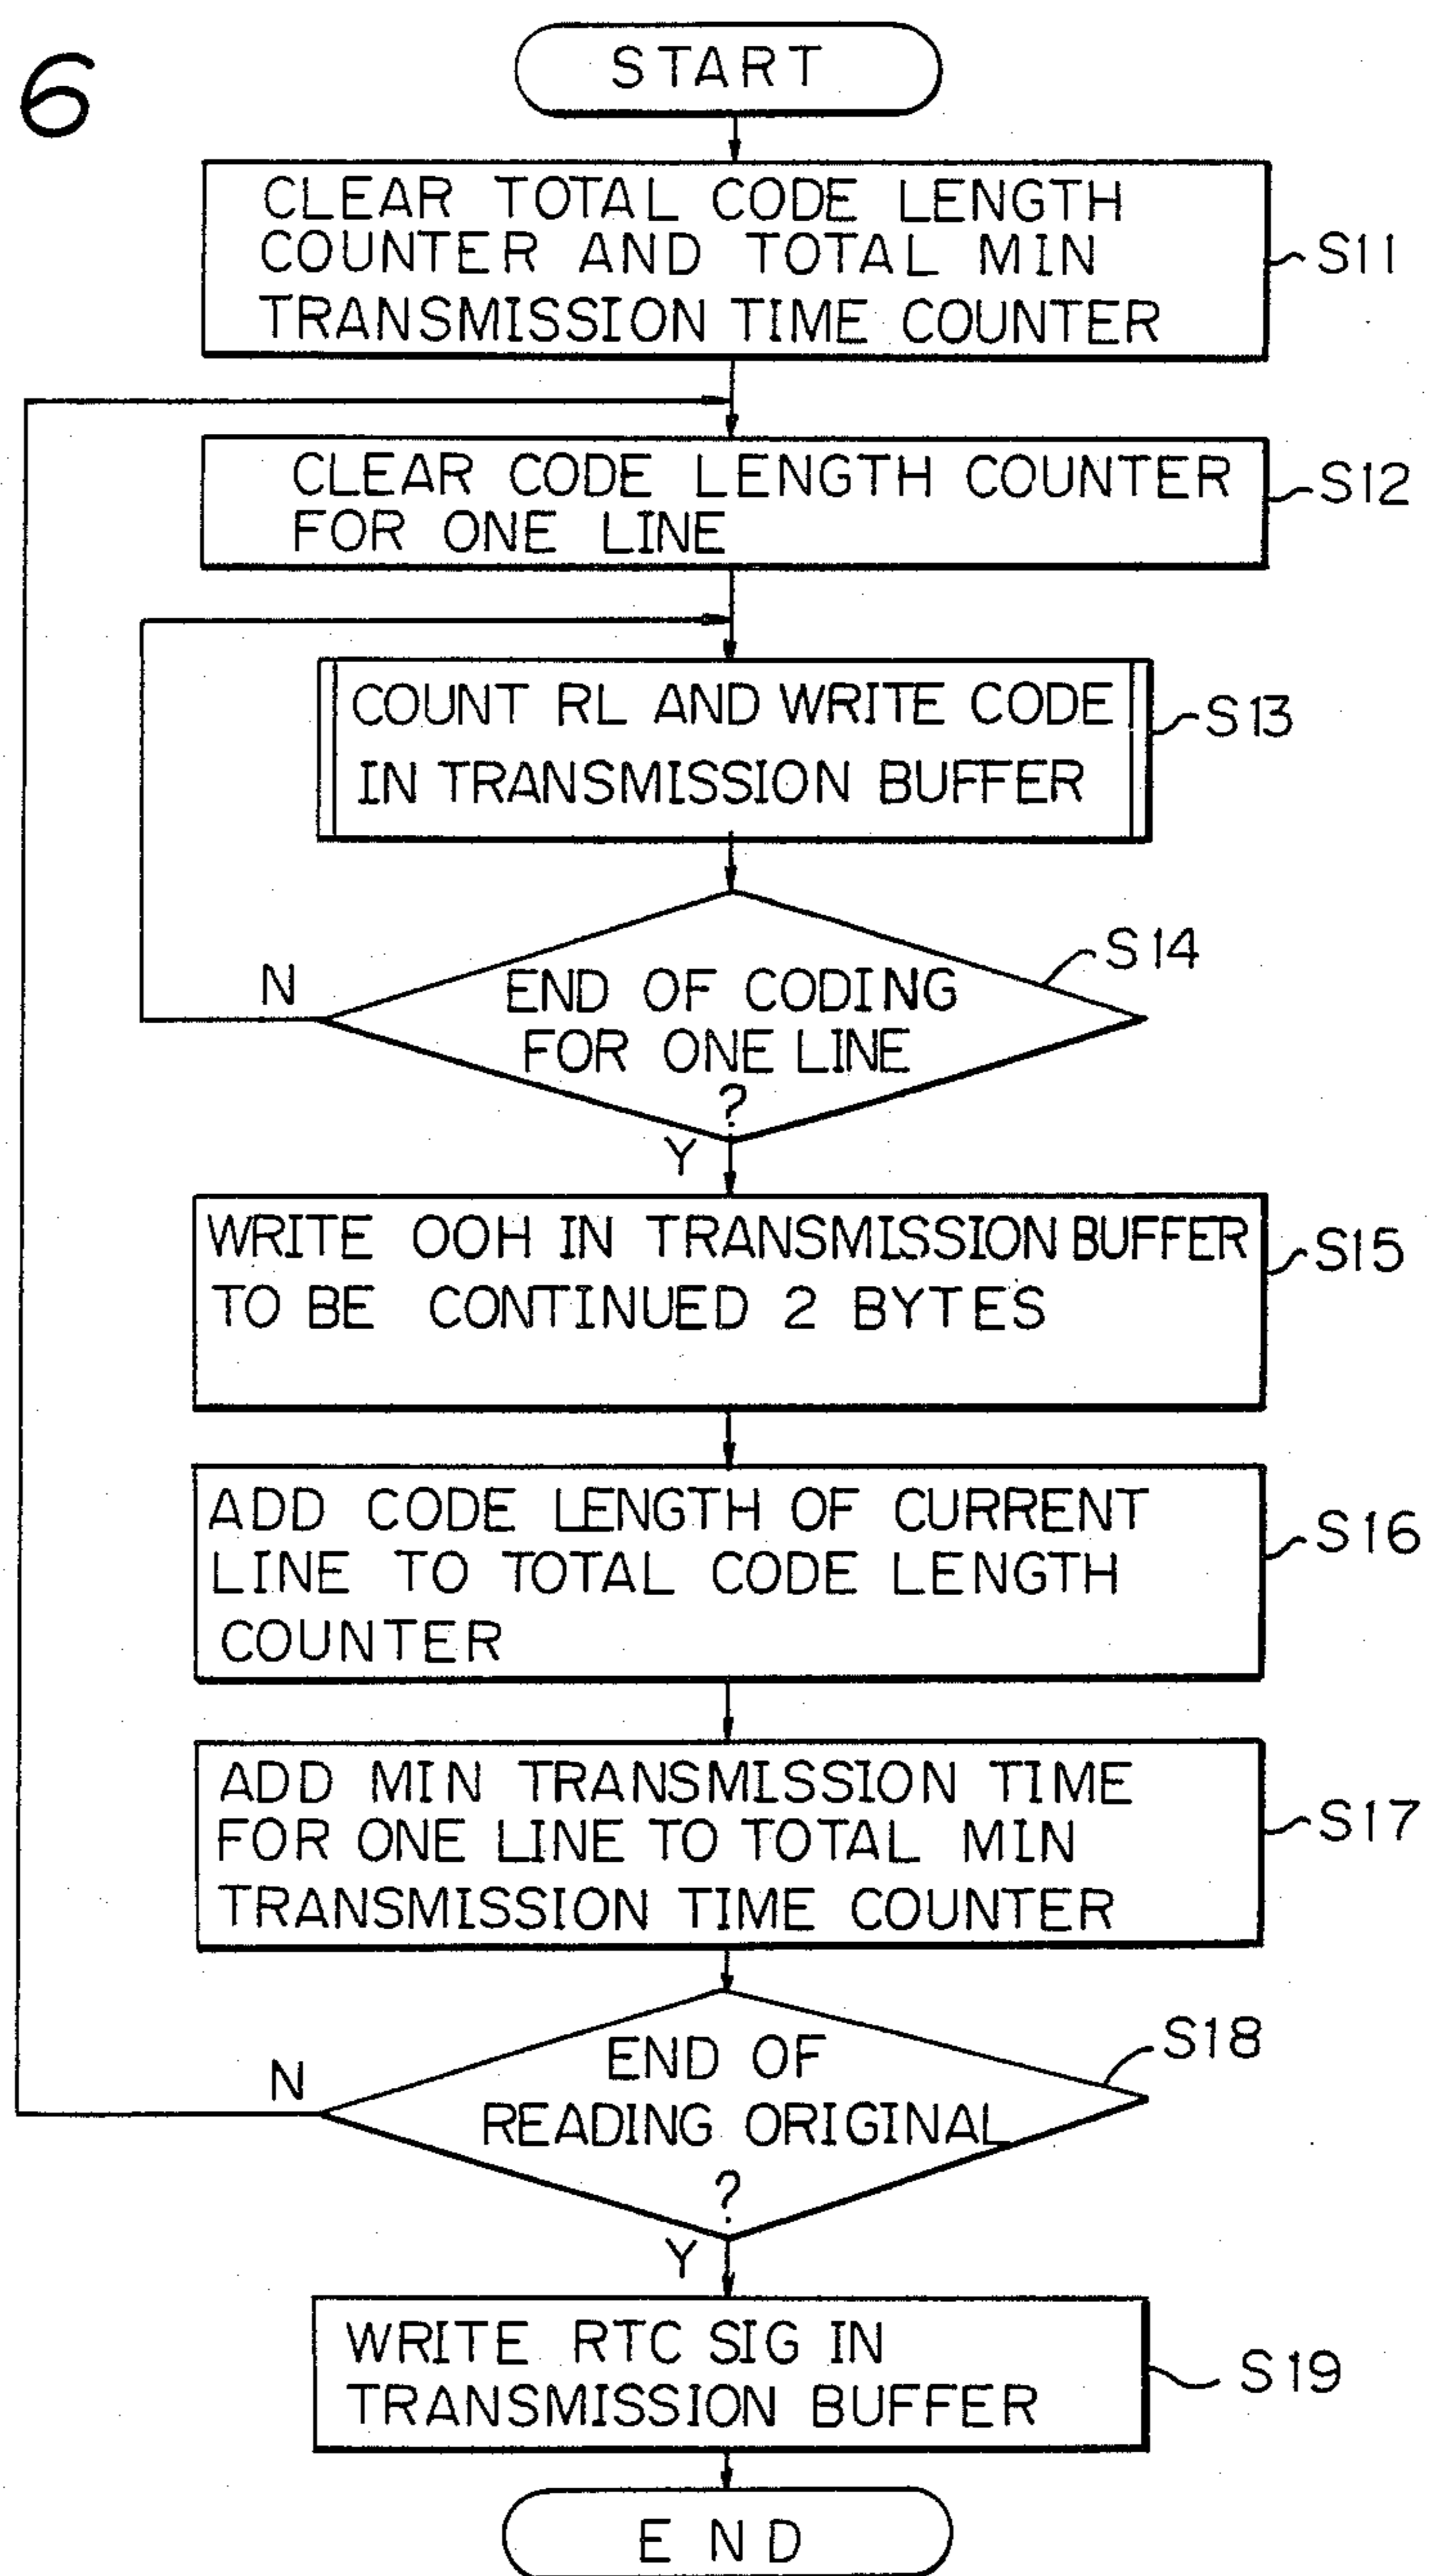 6
START
CLEAR TOTAL CODE LENGTH
COUNTER AND TOTAL MIN
TRANSMISSION TIME COUNTER
S11
CLEAR CODE LENGTH COUNTER
FOR ONE LINE
S12
COUNT RL AND WRITE CODE
IN TRANSMISSION BUFFER
S13
END OF CODING
FOR ONE LINE
?
S14
N
Y
WRITE OOH IN TRANSMISSION BUFFER
TO BE CONTINUED 2 BYTES
S15
ADD CODE LENGTH OF CURRENT
LINE TO TOTAL CODE LENGTH
COUNTER
S16
ADD MIN TRANSMISSION TIME
FOR ONE LINE TO TOTAL MIN
TRANSMISSION TIME COUNTER
S17
END OF
READING ORIGINAL
?
S18
N
Y
WRITE RTC SIG IN
TRANSMISSION BUFFER
S19
END